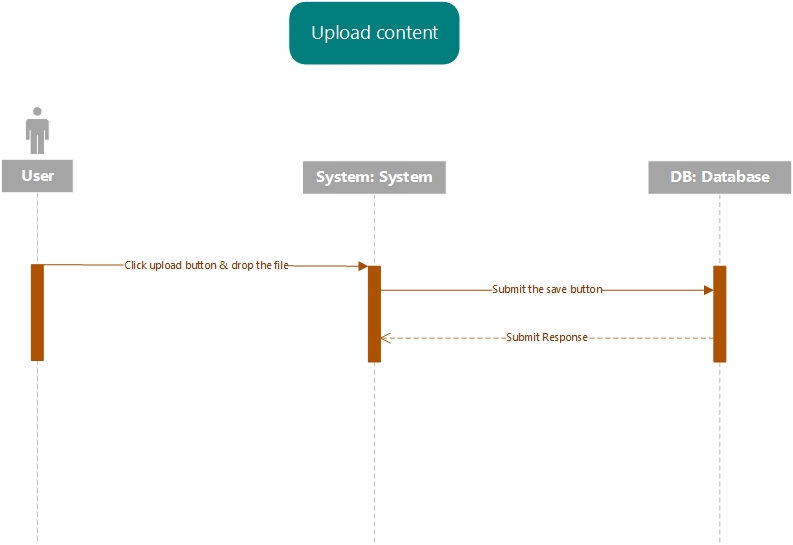 Upload content
User
System: System
DB: Database
Click upload button & drop the file
Submit the save button
Submit Response